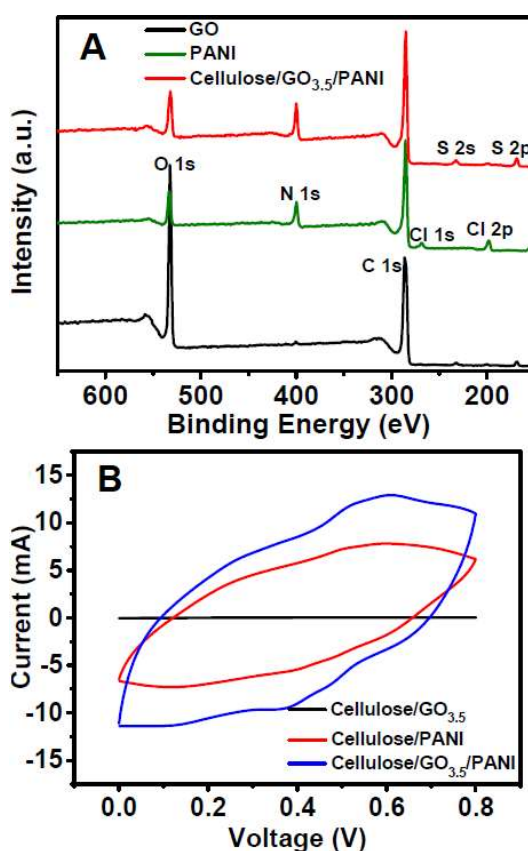 A
GO
PANI
Cellulose/GO3.5/PANI
Intensity (a.u.)
O 1s
N 1s
C 1s
S 2s
S 2p
Cl 1s
Cl 2p
600
500
400
300
200
Binding Energy (eV)
B
Current (mA)
15
10
5
0
-5
-10
-15
Cellulose/GO3.5
Cellulose/PANI
Cellulose/GO3.5/PANI
0.0
0.2
0.4
0.6
0.8
Voltage (V)